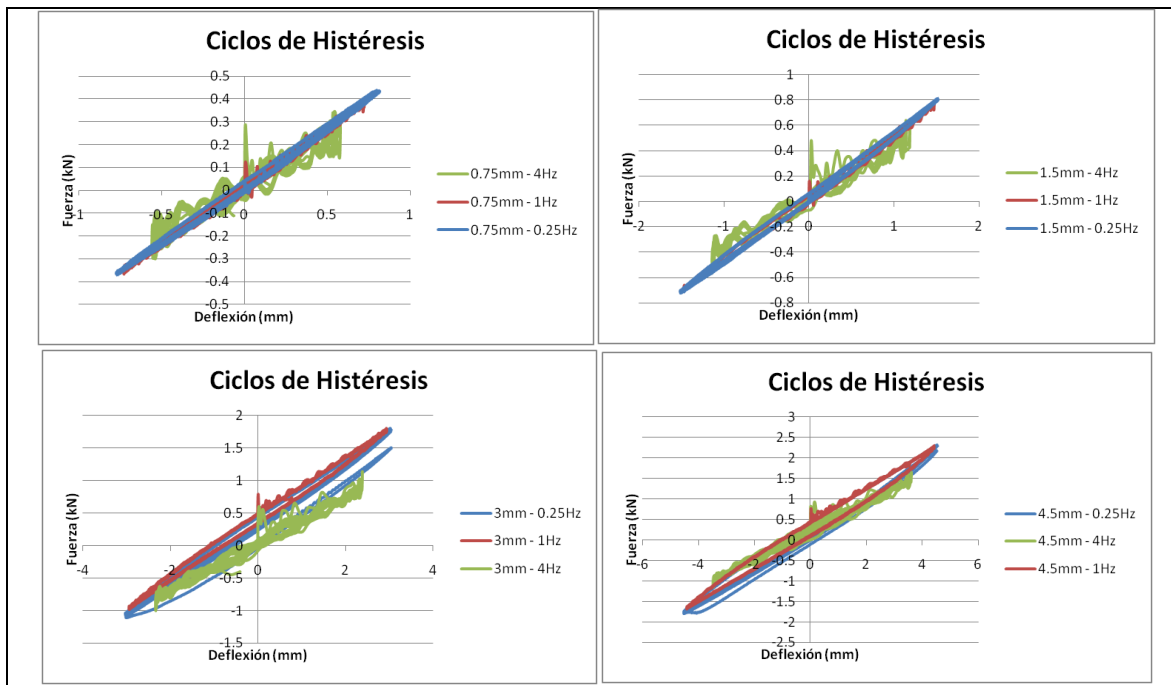 Ciclos de Histéresis
Fuerza (kN)
0.5
0.4
0.3
0.2
0.1
0
-0.1
-0.2
-0.3
-0.4
-0.5
-1
-0.5
0
0.5
1
Deflexión (mm)
0.75mm - 4Hz
0.75mm - 1Hz
0.75mm - 0.25Hz
Ciclos de Histéresis
Fuerza (kN)
1
0.8
0.6
0.4
0.2
0
-0.2
-0.4
-0.6
-0.8
-2
-1
0
1
2
Deflexión (mm)
1.5mm - 4Hz
1.5mm - 1Hz
1.5mm - 0.25Hz
Ciclos de Histéresis
Fuerza (kN)
2
1.5
1
0.5
0
-0.5
-1
-1.5
-4
-2
0
2
4
Deflexión (mm)
3mm - 0.25Hz
3mm - 1Hz
3mm - 4Hz
Ciclos de Histéresis
Fuerza (kN)
3
2.5
2
1.5
1
0.5
0
-0.5
-1
-1.5
-2
-2.5
-6
-4
-2
0
2
4
6
Deflexión (mm)
4.5mm - 0.25Hz
4.5mm - 4Hz
4.5mm - 1Hz